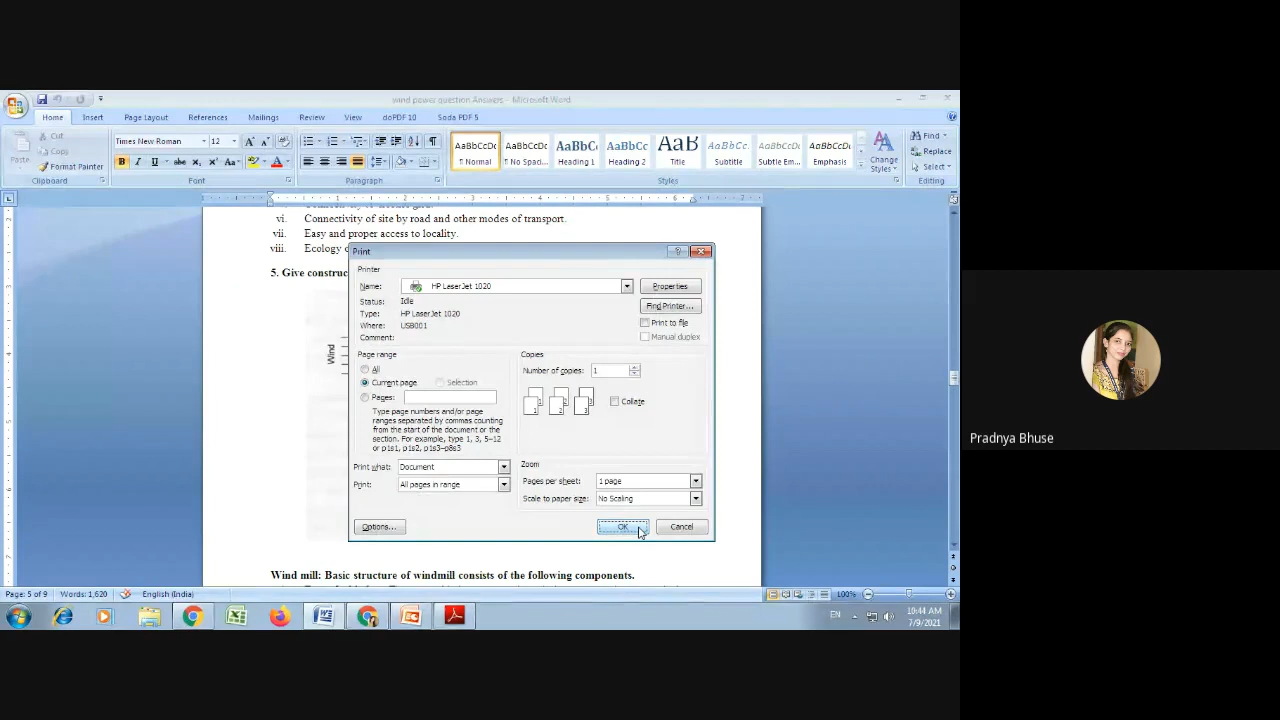 wind power question Answers - Microsoft Word
Home Insert Page Layout References Mailings Review View doPDF 10 Soda PDF 5
Paste
Cut
Copy
Format Painter
Clipboard
Times New Roman 12
Font
Paragraph
AaBbCcDc AaBbCcDc AaBbCc AaBbCc AaB AaBbCc. AaBbCcDt AaBbCcDt
¶ Normal ¶ No Spaci... Heading 1 Heading 2 Title Subtitle Subtle Em... Emphasis
Change Styles
Styles
Find
Replace
Select
Editing
vi. Connectivity of site by road and other modes of transport.
vii. Easy and proper access to locality.
viii. Ecology
5. Give construc
Wind
Print
Printer
Name: HP LaserJet 1020
Properties
Status: Idle
Find Printer...
Type: HP LaserJet 1020
Where: USB001
Print to file
Comment:
Manual duplex
Page range
All
Current page Selection
Pages:
Type page numbers and/or page
ranges separated by commas counting
from the start of the document or the
section. For example, type 1, 3, 5–12
or p1s1, p1s2, p1s3–p8s3
Copies
Number of copies: 1
Collate
Print what: Document
Print: All pages in range
Zoom
Pages per sheet: 1 page
Scale to paper size: No Scaling
Options... OK Cancel
Wind mill: Basic structure of windmill consists of the following components.
Page: 5 of 9 Words: 1,620 English (India) 100%
EN 10:44 AM
7/9/2021
Pradnya Bhuse